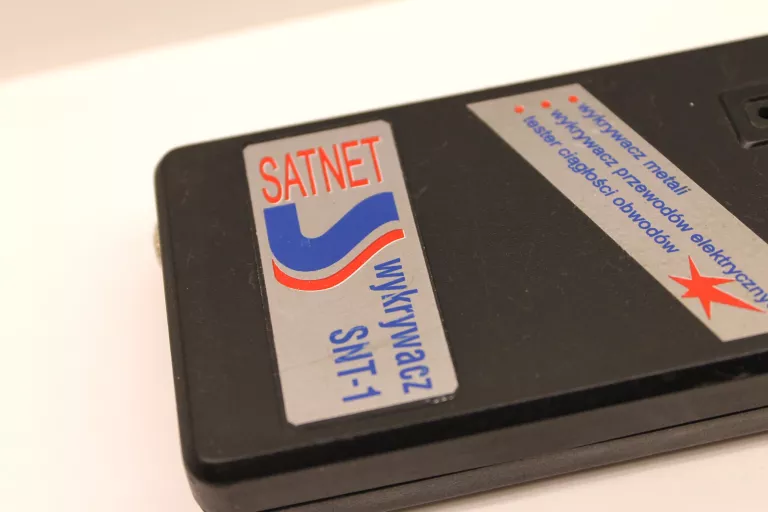 SATNET
wykrywacz
SNT-1
wykrywacz metali
wykrywacz przewodów elektrycznych
tester ciągłości obwodów